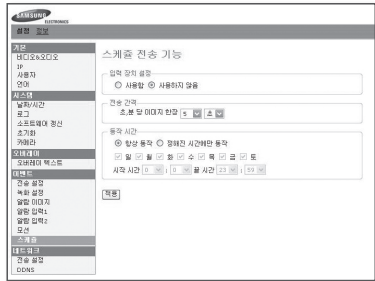 SAMSUNG
ELECTRONICS
설정 정보
기본
비디오&오디오
IP
사용자
언어
시스템
날짜/시간
로그
소프트웨어 갱신
초기화
카메라
오버레이
오버레이 텍스트
이벤트
전송 설정
녹화 설정
알람 이미지
알람 입력1
알람 입력2
모션
스케쥴
네트워크
전송 설정
DDNS
스케쥴 전송 기능
입력 장치 설정
사용함 사용하지 않음
전송 간격
초,분 당 이미지 한장 5 초
동작 시간
항상 동작 정해진 시간에만 동작
일 월 화 수 목 금 토
시작 시간 0 : 0 끝 시간 23 : 59
적용